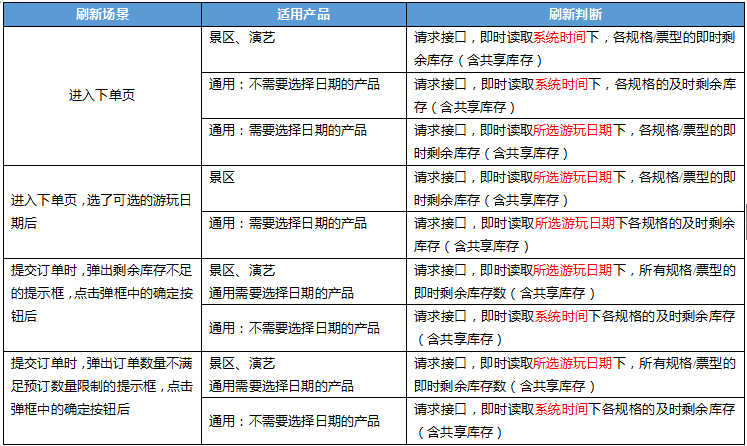 刷新场景
适用产品
刷新判断
进入下单页
景区、演艺
请求接口，即时读取系统时间下，各规格/票型的即时剩
余库存（含共享库存）
通用：不需要选择日期的产品
请求接口，即时读取系统时间下，各规格的及时剩余库
存（含共享库存）
通用：需要选择日期的产品
请求接口，即时读取所选游玩日期下，各规格/票型的即
时剩余库存（含共享库存）
进入下单页，选了可选的游玩日
期后
景区
请求接口，即时读取所选游玩日期下，各规格/票型的即
时剩余库存（含共享库存）
通用：需要选择日期的产品
请求接口，即时读取所选游玩日期下各规格的及时剩余
库存（含共享库存）
提交订单时，弹出剩余库存不足
的提示框，点击弹框中的确定按
钮后
景区、演艺
通用需要选择日期的产品
请求接口，即时读取所选游玩日期下，所有规格/票型的
即时剩余库存数（含共享库存）
通用：不需要选择日期的产品
请求接口，即时读取系统时间下各规格的及时剩余库存
（含共享库存）
提交订单时，弹出订单数量不满
足预订数量限制的提示框，点击
弹框中的确定按钮后
景区、演艺
通用需要选择日期的产品
请求接口，即时读取所选游玩日期下，所有规格/票型的
即时剩余库存数（含共享库存）
通用：不需要选择日期的产品
请求接口，即时读取系统时间下各规格的及时剩余库存
（含共享库存）